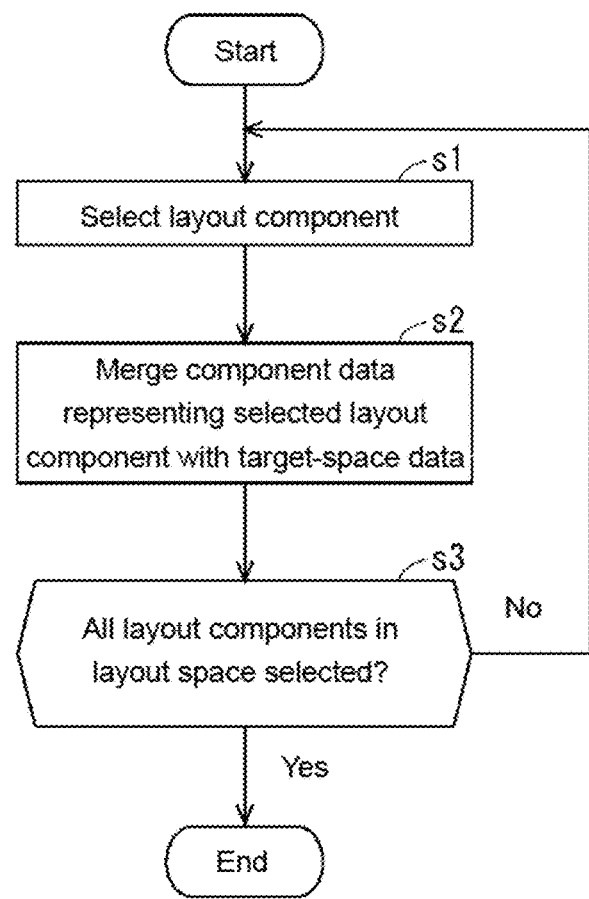 Start
s1
Select layout component
s2
Merge component data
representing selected layout
component with target-space data
s3
All layout components in
layout space selected?
No
Yes
End